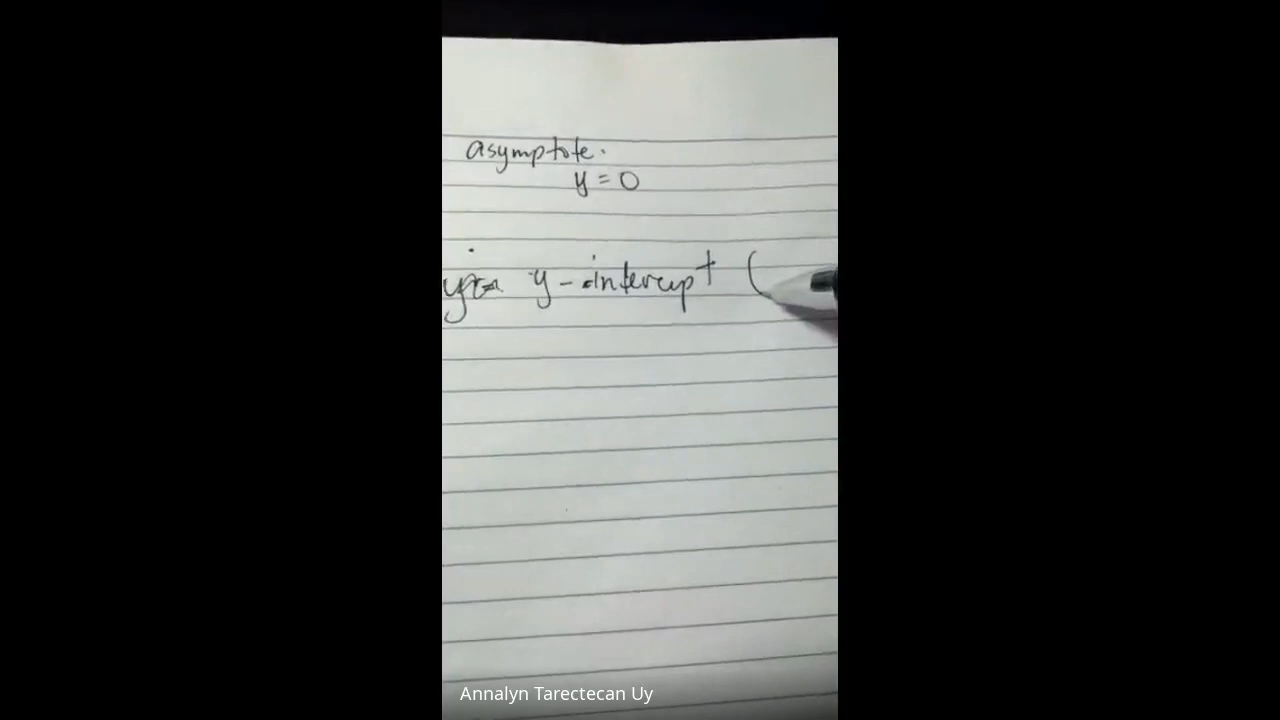 asymptote.
y = 0
y - intercept (
Annalyn Tarectecan Uy